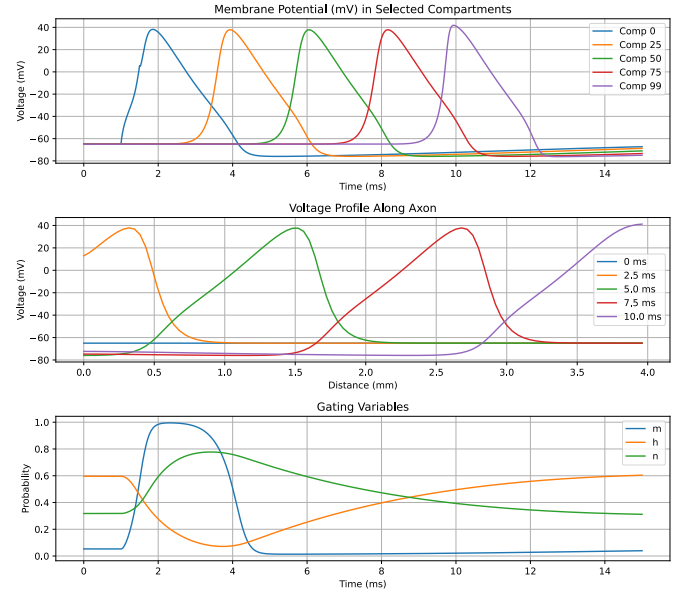 Membrane Potential (mV) in Selected Compartments
Voltage (mV)
40
20
0
−20
−40
−60
−80
Comp 0
Comp 25
Comp 50
Comp 75
Comp 99
0 2 4 6 8 10 12 14
Time (ms)
Voltage Profile Along Axon
Voltage (mV)
40
20
0
−20
−40
−60
−80
0 ms
2.5 ms
5.0 ms
7.5 ms
10.0 ms
0.0 0.5 1.0 1.5 2.0 2.5 3.0 3.5 4.0
Distance (mm)
Gating Variables
Probability
1.0
0.8
0.6
0.4
0.2
0.0
m
h
n
0 2 4 6 8 10 12 14
Time (ms)